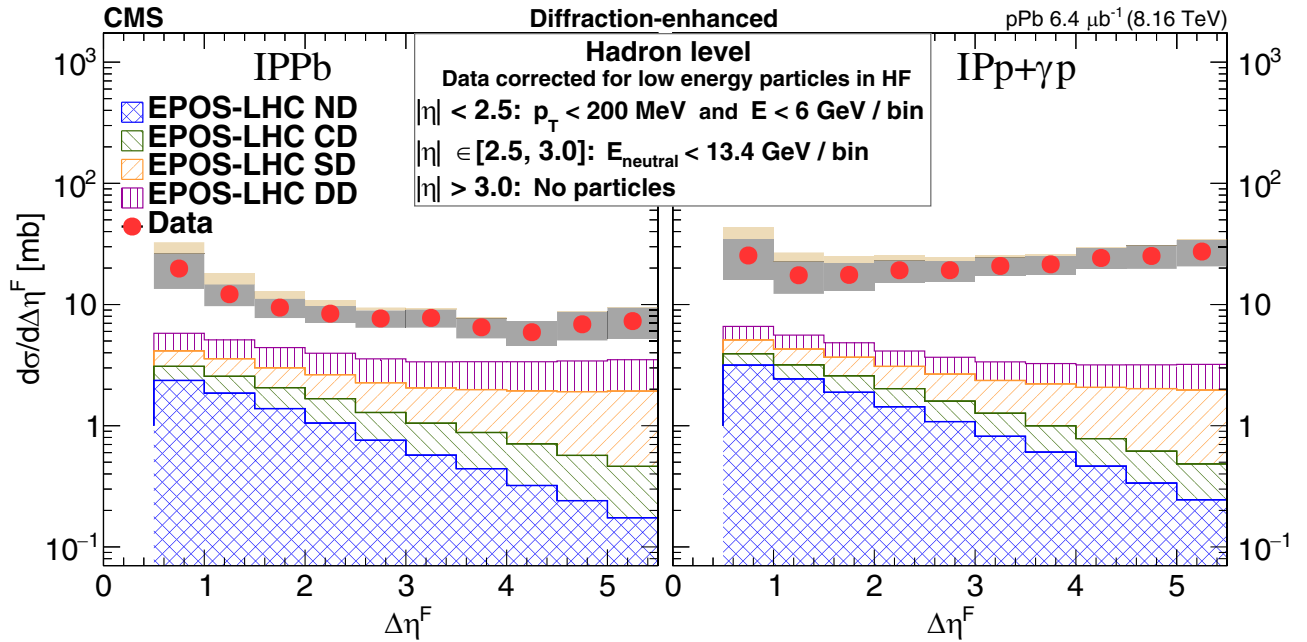 CMS Diffraction-enhanced pPb 6.4 μb⁻¹ (8.16 TeV)
IPPb
IPp+γp
Hadron level
Data corrected for low energy particles in HF
|η| < 2.5: p_T < 200 MeV and E < 6 GeV / bin
|η| ∈ [2.5, 3.0]: E_neutral < 13.4 GeV / bin
|η| > 3.0: No particles
EPOS-LHC ND
EPOS-LHC CD
EPOS-LHC SD
EPOS-LHC DD
Data
dσ/dΔη^F [mb]
10³
10²
10
1
10⁻¹
10³
10²
10
1
10⁻¹
0 1 2 3 4 5
0 1 2 3 4 5
Δη^F
Δη^F